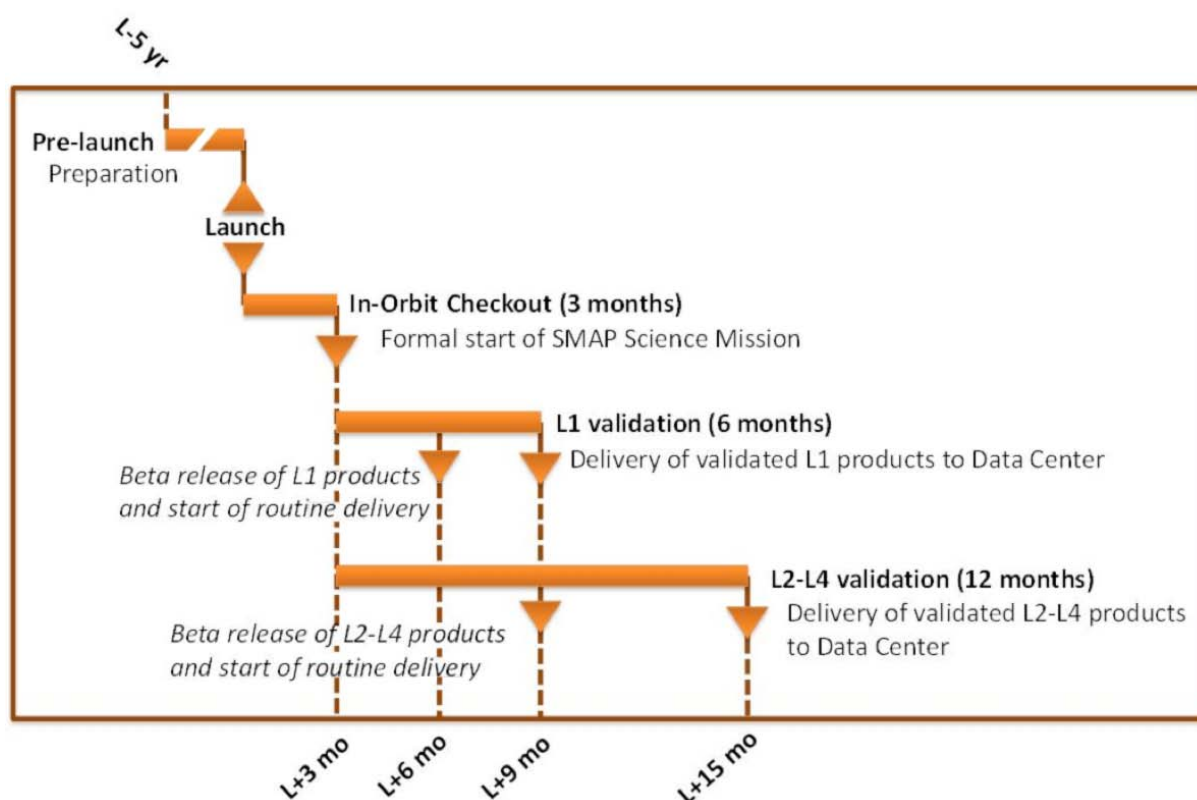 L-5 yr
Pre-launch
Preparation
Launch
In-Orbit Checkout (3 months)
Formal start of SMAP Science Mission
L1 validation (6 months)
Delivery of validated L1 products to Data Center
Beta release of L1 products
and start of routine delivery
L2-L4 validation (12 months)
Delivery of validated L2-L4 products
to Data Center
Beta release of L2-L4 products
and start of routine delivery
L+3 mo
L+6 mo
L+9 mo
L+15 mo